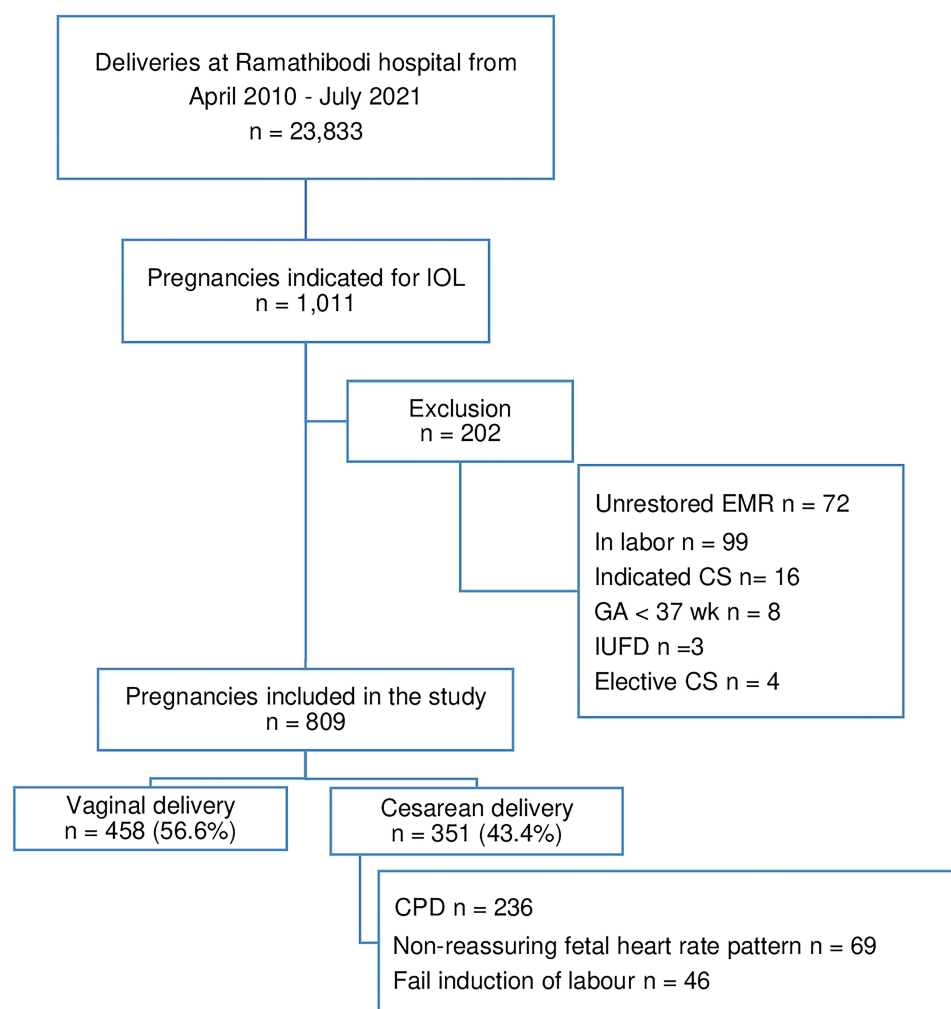 Deliveries at Ramathibodi hospital from
April 2010 - July 2021
n = 23,833
Pregnancies indicated for IOL
n = 1,011
Exclusion
n = 202
Unrestored EMR n = 72
In labor n = 99
Indicated CS n= 16
GA < 37 wk n = 8
IUFD n =3
Elective CS n = 4
Pregnancies included in the study
n = 809
Vaginal delivery
n = 458 (56.6%)
Cesarean delivery
n = 351 (43.4%)
CPD n = 236
Non-reassuring fetal heart rate pattern n = 69
Fail induction of labour n = 46